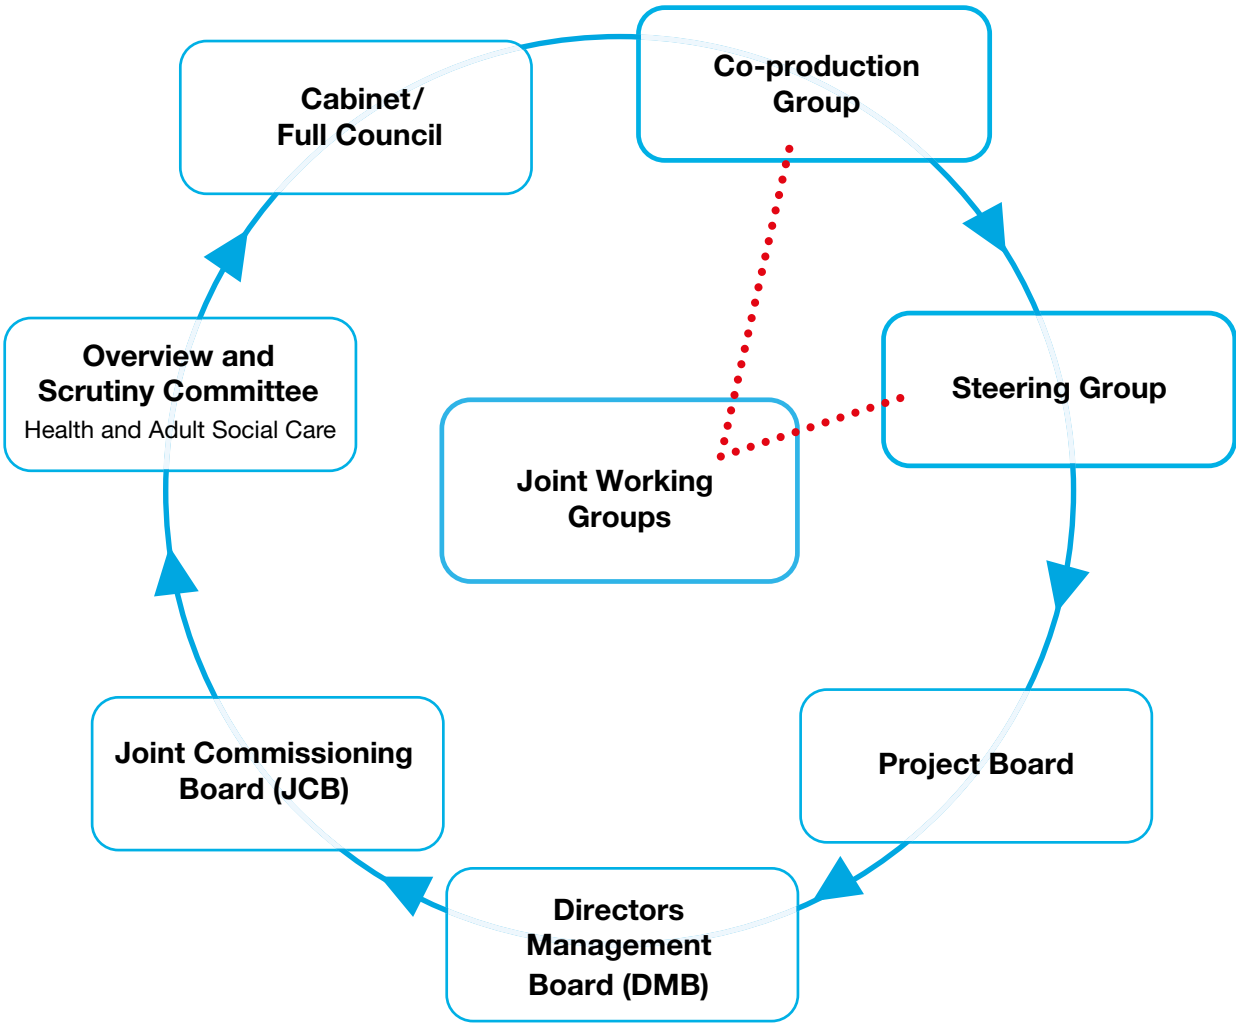 Co-production
Group
Cabinet/
Full Council
Overview and
Scrutiny Committee
Health and Adult Social Care
Steering Group
Joint Working
Groups
Joint Commissioning
Board (JCB)
Project Board
Directors
Management
Board (DMB)